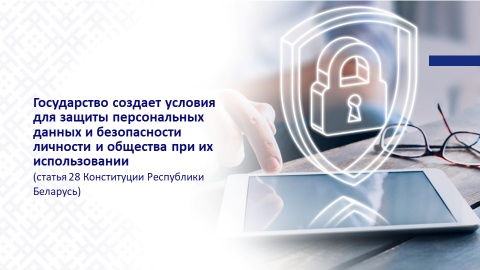 Государство создает условия
для защиты персональных
данных и безопасности
личности и общества при их
использовании
(статья 28 Конституции Республики
Беларусь)